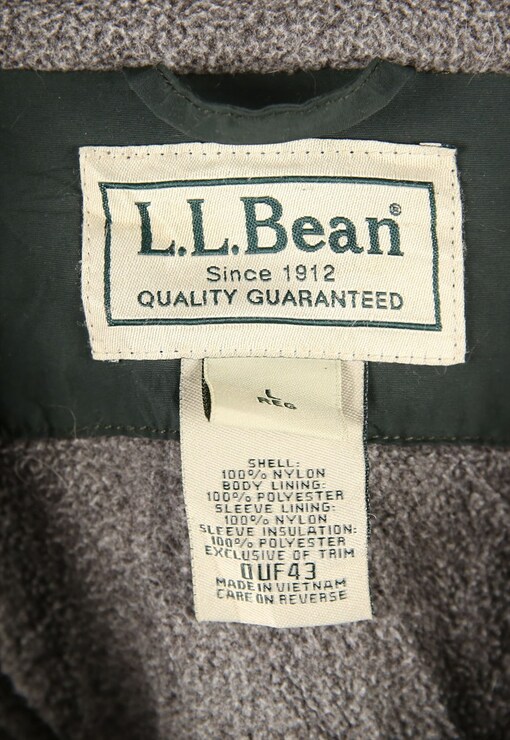 L.L.Bean®
Since 1912
QUALITY GUARANTEED
L
REG
SHELL:
100% NYLON
BODY LINING:
100% POLYESTER
SLEEVE LINING:
100% NYLON
SLEEVE INSULATION:
100% POLYESTER
EXCLUSIVE OF TRIM
0UF43
MADE IN VIETNAM
CARE ON REVERSE